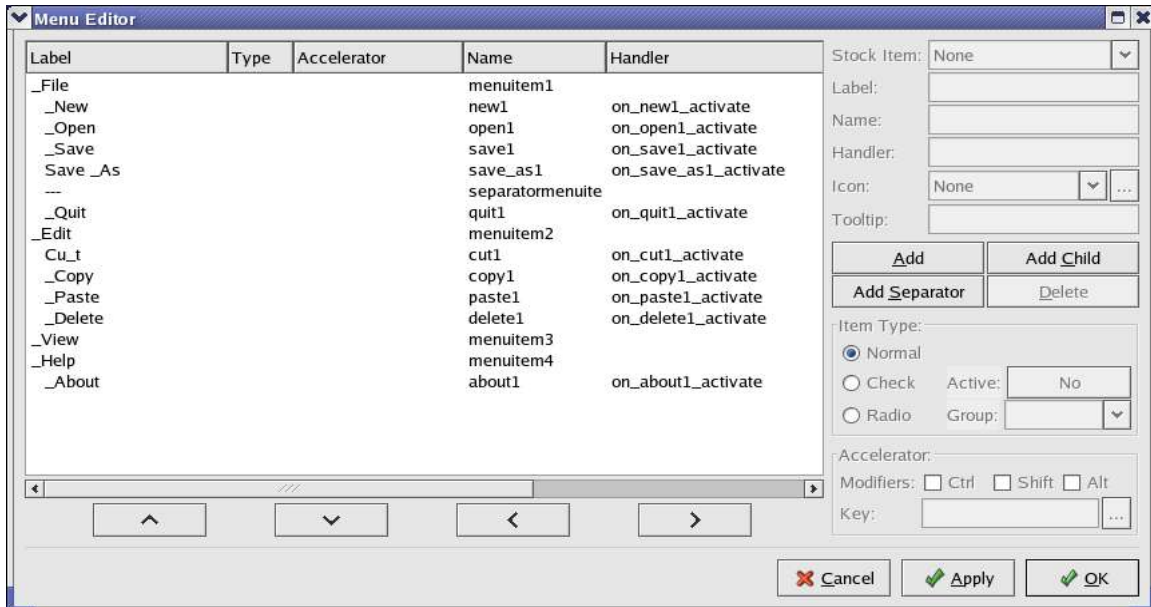 Menu Editor
Label Type Accelerator Name Handler
_File menuitem1
_New new1 on_new1_activate
_Open open1 on_open1_activate
_Save save1 on_save1_activate
Save _As save_as1 on_save_as1_activate
--- separatormenuite
_Quit quit1 on_quit1_activate
_Edit menuitem2
Cu_t cut1 on_cut1_activate
_Copy copy1 on_copy1_activate
_Paste paste1 on_paste1_activate
_Delete delete1 on_delete1_activate
_View menuitem3
_Help menuitem4
_About about1 on_about1_activate
Stock Item: None
Label:
Name:
Handler:
Icon: None ...
Tooltip:
Add Add Child
Add Separator Delete
Item Type:
Normal
Check Active: No
Radio Group:
Accelerator:
Modifiers: Ctrl Shift Alt
Key: ...
Cancel Apply OK